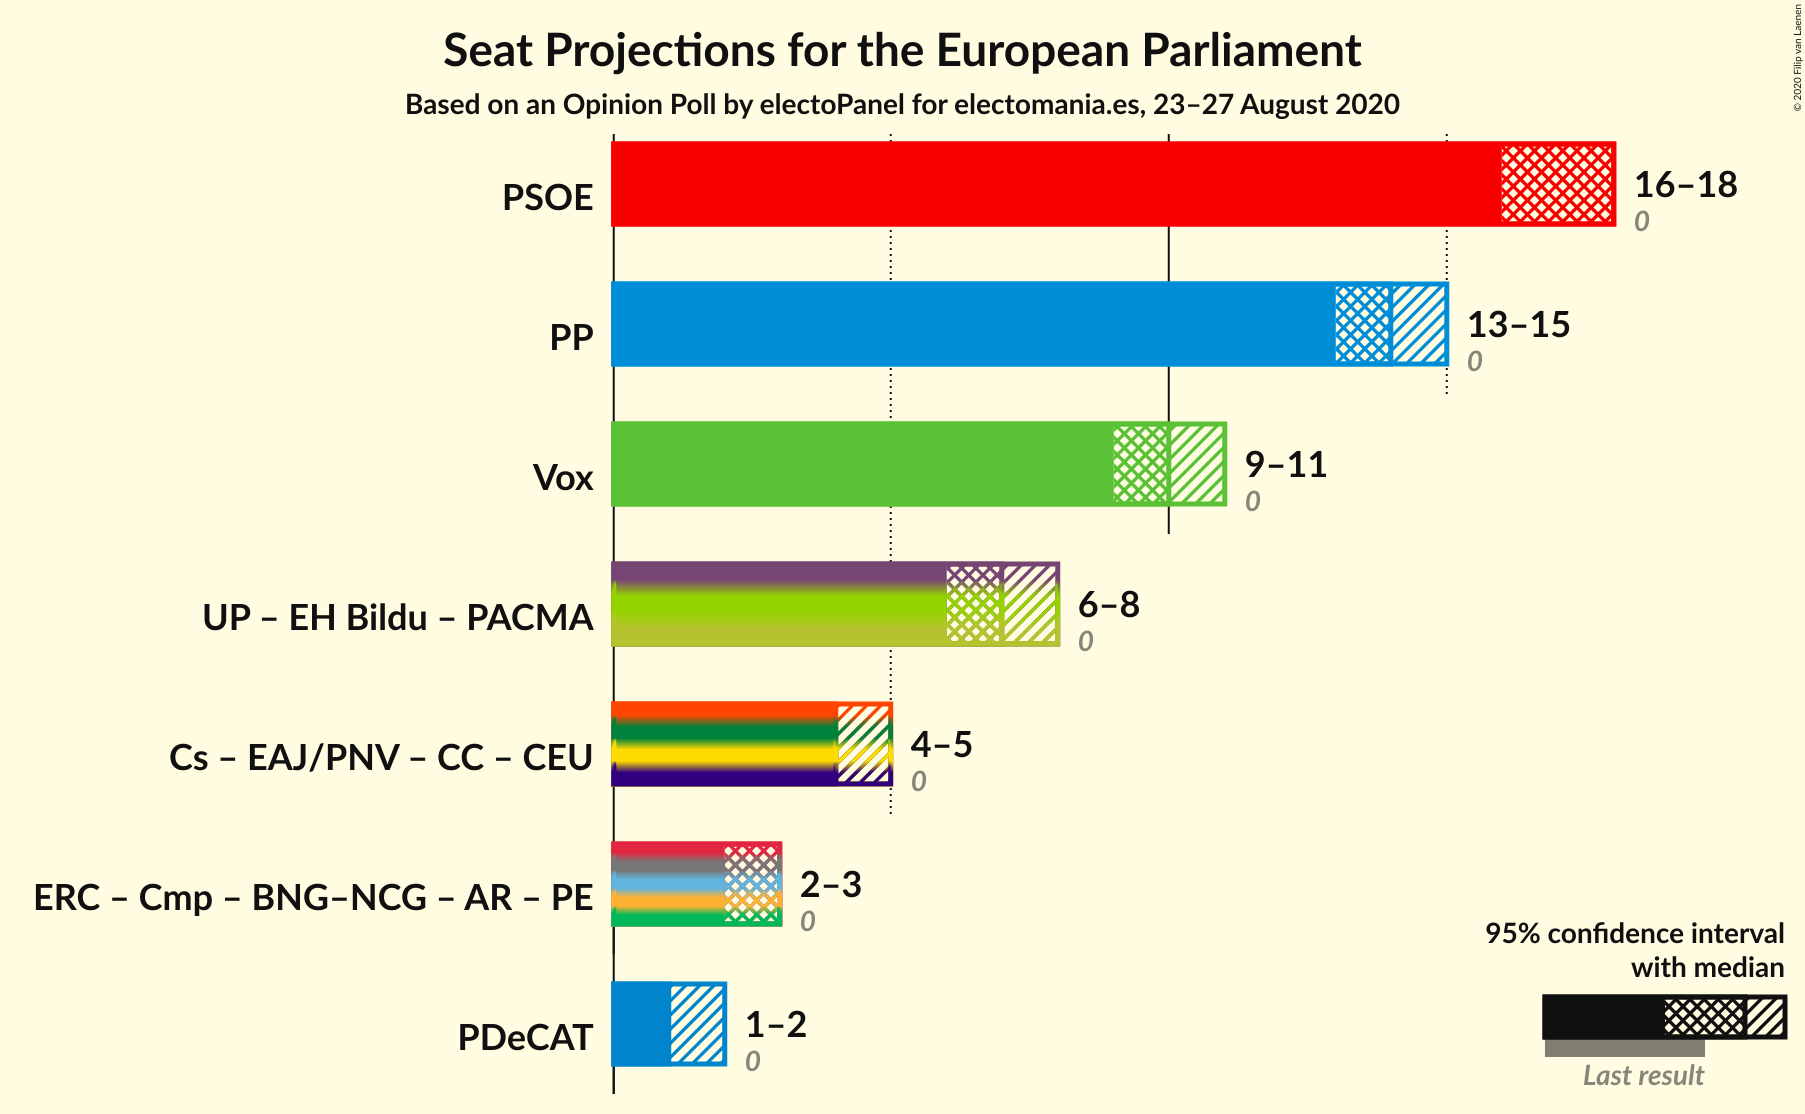 Seat Projections for the European Parliament
Based on an Opinion Poll by electoPanel for electomania.es, 23–27 August 2020
© 2020 Filip van Laenen
PSOE
16–18
0
PP
13–15
0
Vox
9–11
0
UP – EH Bildu – PACMA
6–8
0
Cs – EAJ/PNV – CC – CEU
4–5
0
ERC – Cmp – BNG–NCG – AR – PE
2–3
0
PDeCAT
1–2
0
95% confidence interval
with median
Last result